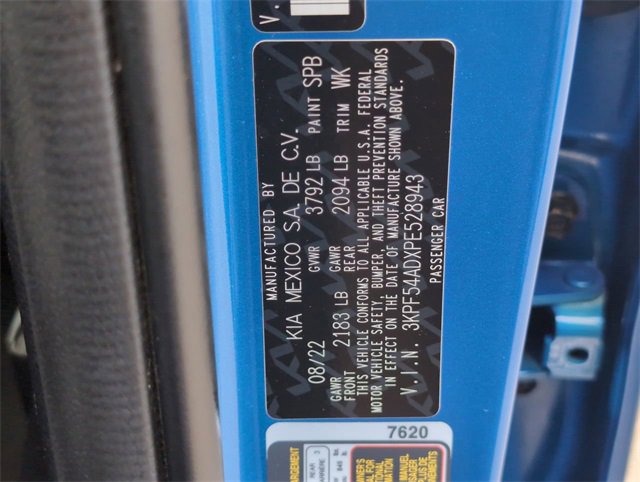 V.
MANUFACTURED BY
KIA MEXICO S.A. DE C.V.
08/22 GVWR 3792 LB PAINT SPB
GAWR FRONT 2183 LB GAWR REAR 2094 LB TRIM WK
THIS VEHICLE CONFORMS TO ALL APPLICABLE U.S.A. FEDERAL
MOTOR VEHICLE SAFETY, BUMPER, AND THEFT PREVENTION STANDARDS
IN EFFECT ON THE DATE OF MANUFACTURE SHOWN ABOVE.
V.I.N. 3KPF54ADXPE528943
PASSENGER CAR
7620
REAR 3